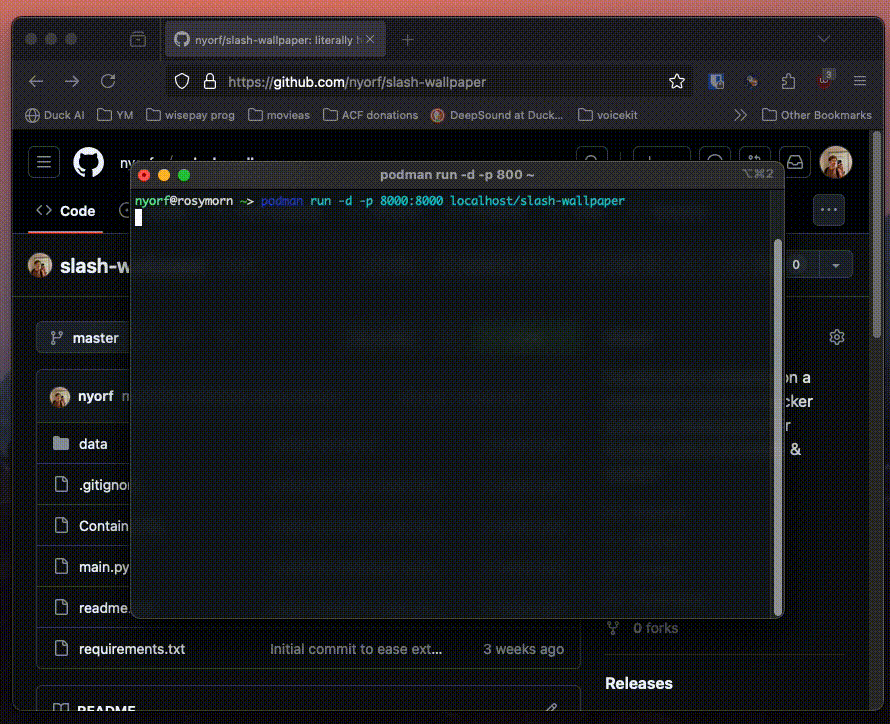 nyorf/slash-wallpaper: literally h
https://github.com/nyorf/slash-wallpaper
3
Duck AI YM wisepay prog movieas ACF donations DeepSound at Duck... voicekit Other Bookmarks
podman run -d -p 800 ~
⌥⌘2
nyorf@rosymorn ~> podman run -d -p 8000:8000 localhost/slash-wallpaper
Code
slash-w
0
master
on a
nyorf
cker
r
data
&
.gitignor
Contain
main.py
readme.
0 forks
requirements.txt Initial commit to ease ext... 3 weeks ago
Releases
README